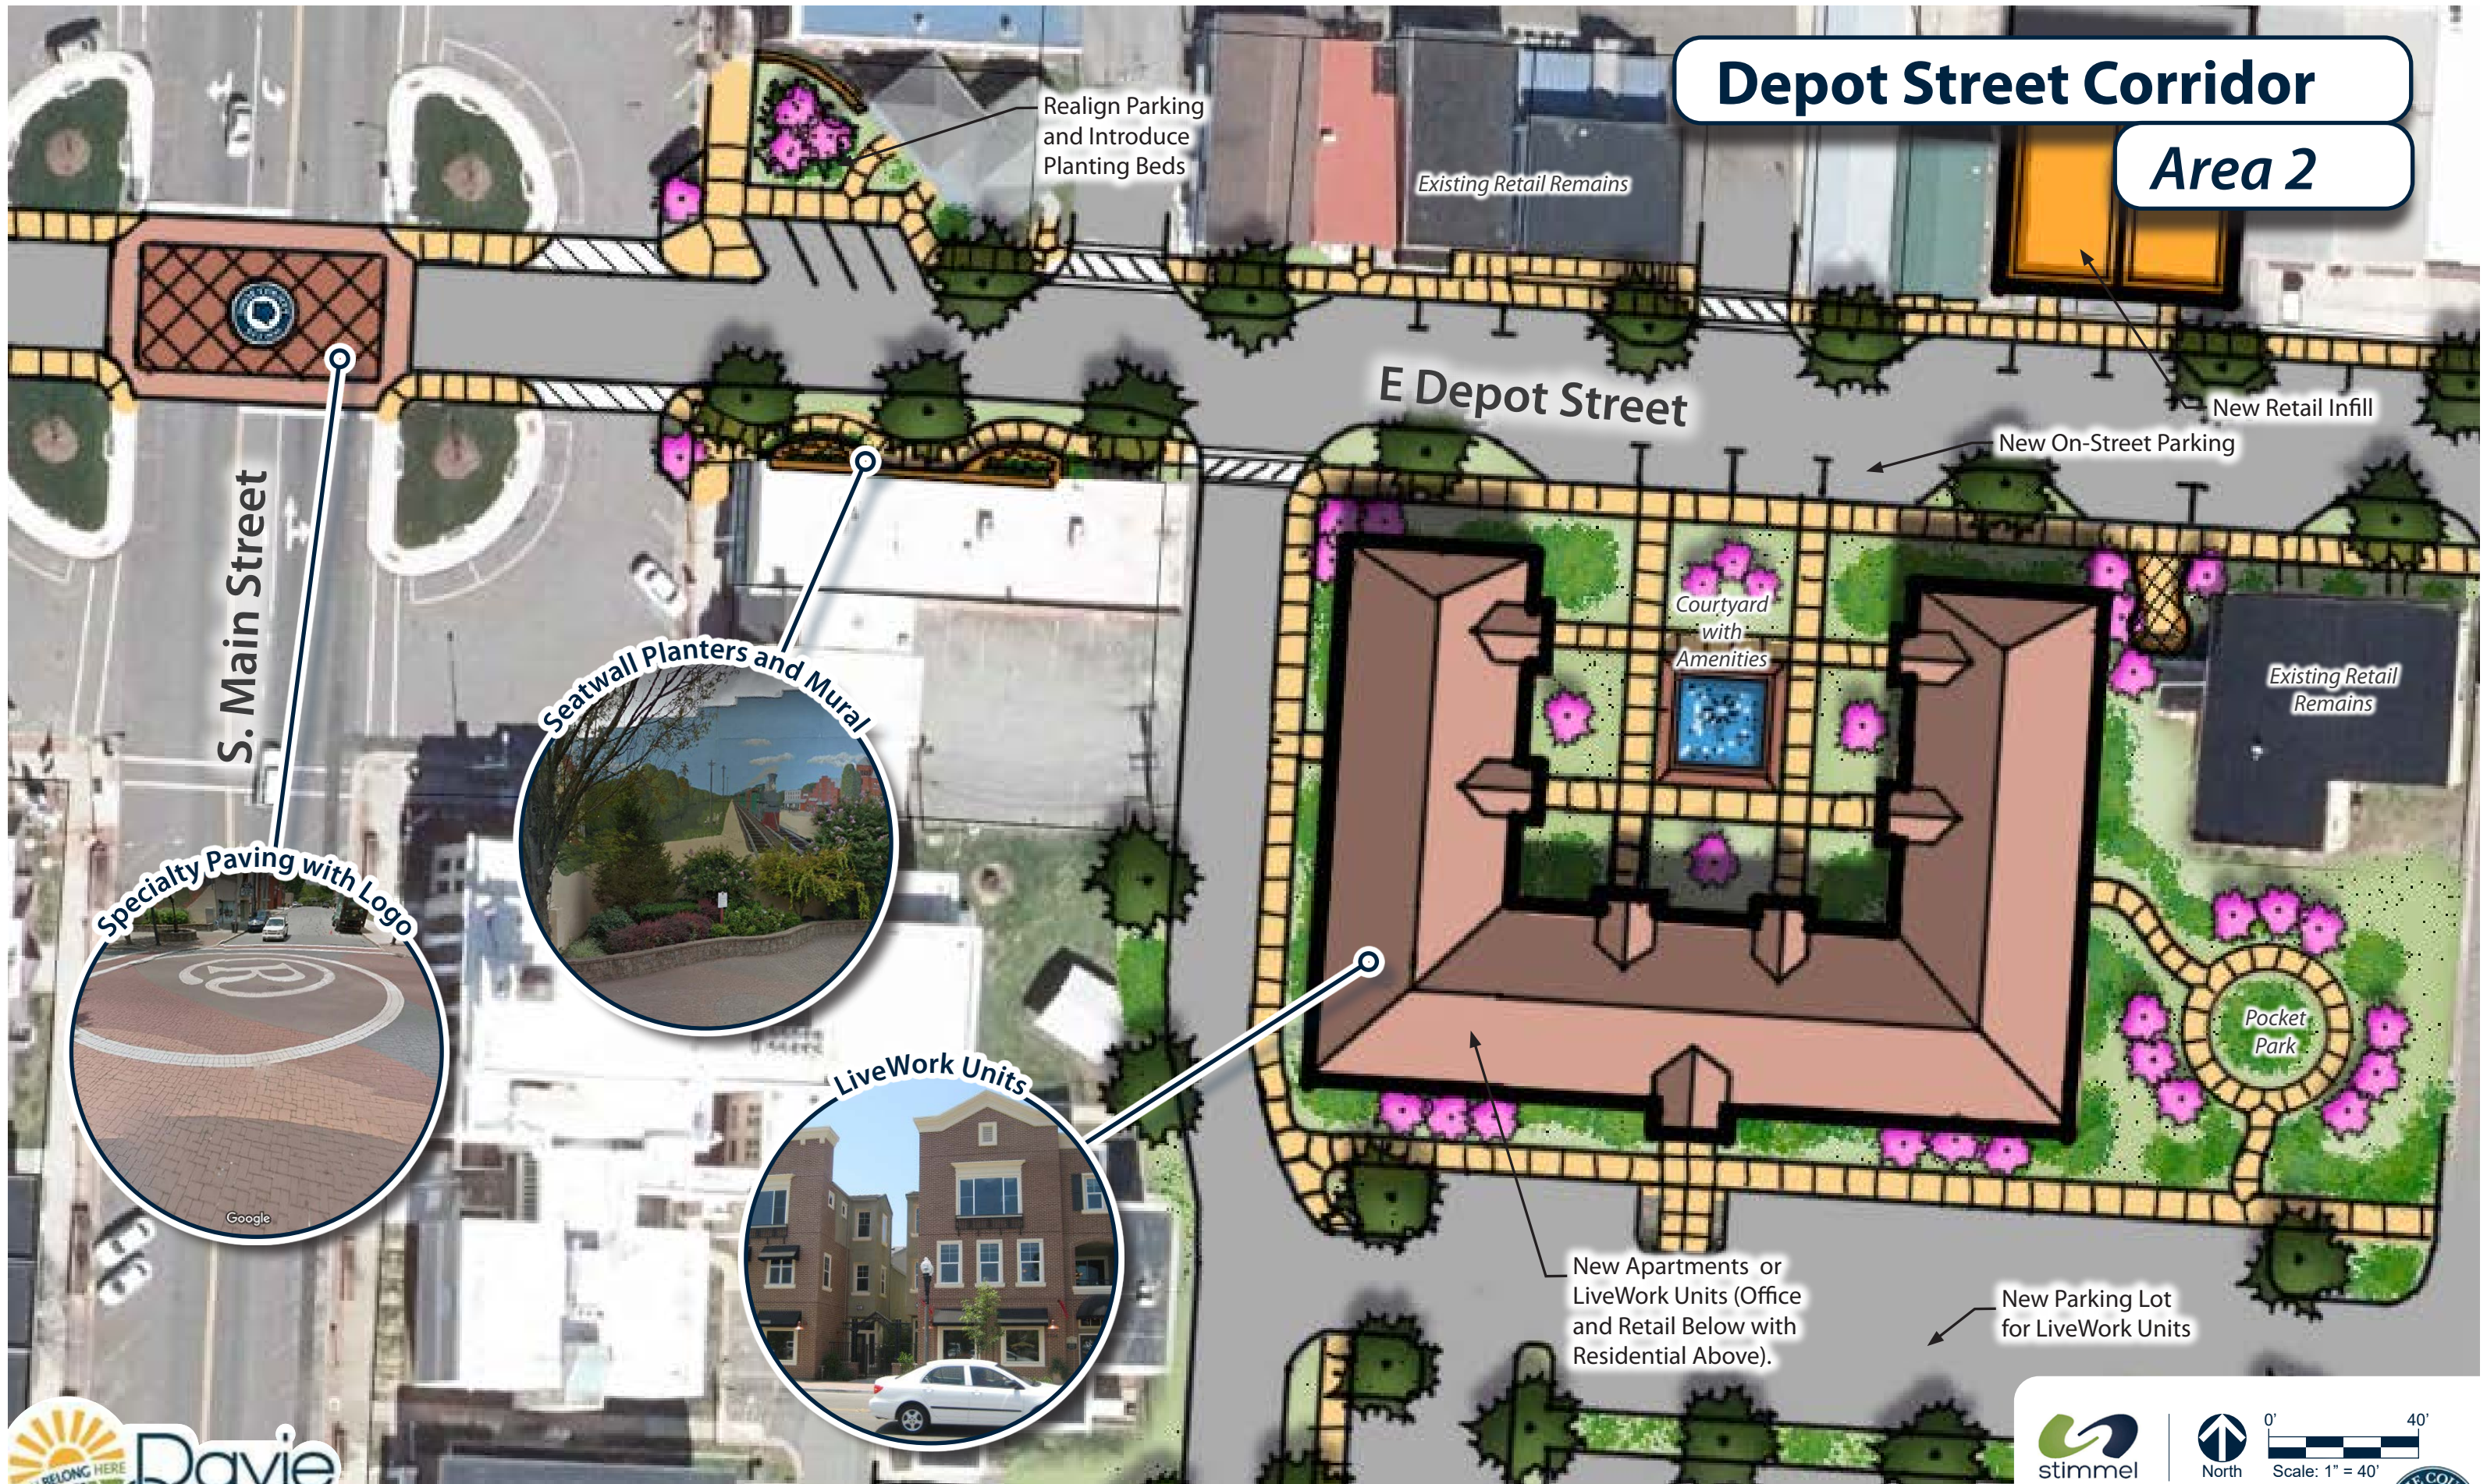 Depot Street Corridor
Area 2
Realign Parking
and Introduce
Planting Beds
Existing Retail Remains
E Depot Street
New Retail Infill
New On-Street Parking
S. Main Street
Courtyard
with
Amenities
Existing Retail
Remains
Seatwall Planters and Mural
Specialty Paving with Logo
Google
LiveWork Units
Pocket
Park
New Apartments or
LiveWork Units (Office
and Retail Below with
Residential Above).
New Parking Lot
for LiveWork Units
BELONG HERE
Davie
stimmel
North
0' 40'
Scale: 1" = 40'